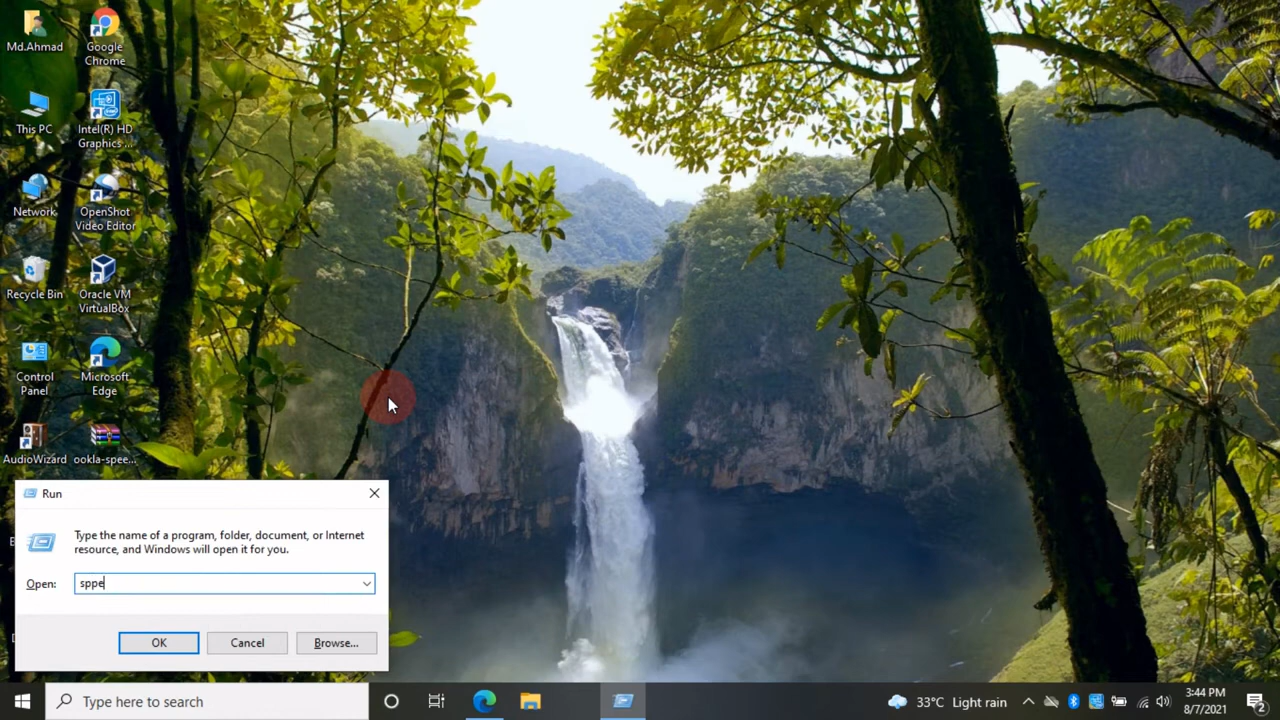 Md.Ahmad
Google
Chrome
This PC
Intel(R) HD
Graphics ...
Network
OpenShot
Video Editor
Recycle Bin
Oracle VM
VirtualBox
Control
Panel
Microsoft
Edge
AudioWizard
ookla-spee...
Run
Type the name of a program, folder, document, or Internet
resource, and Windows will open it for you.
Open:
sppe
OK
Cancel
Browse...
Type here to search
33°C Light rain
3:44 PM
8/7/2021
2